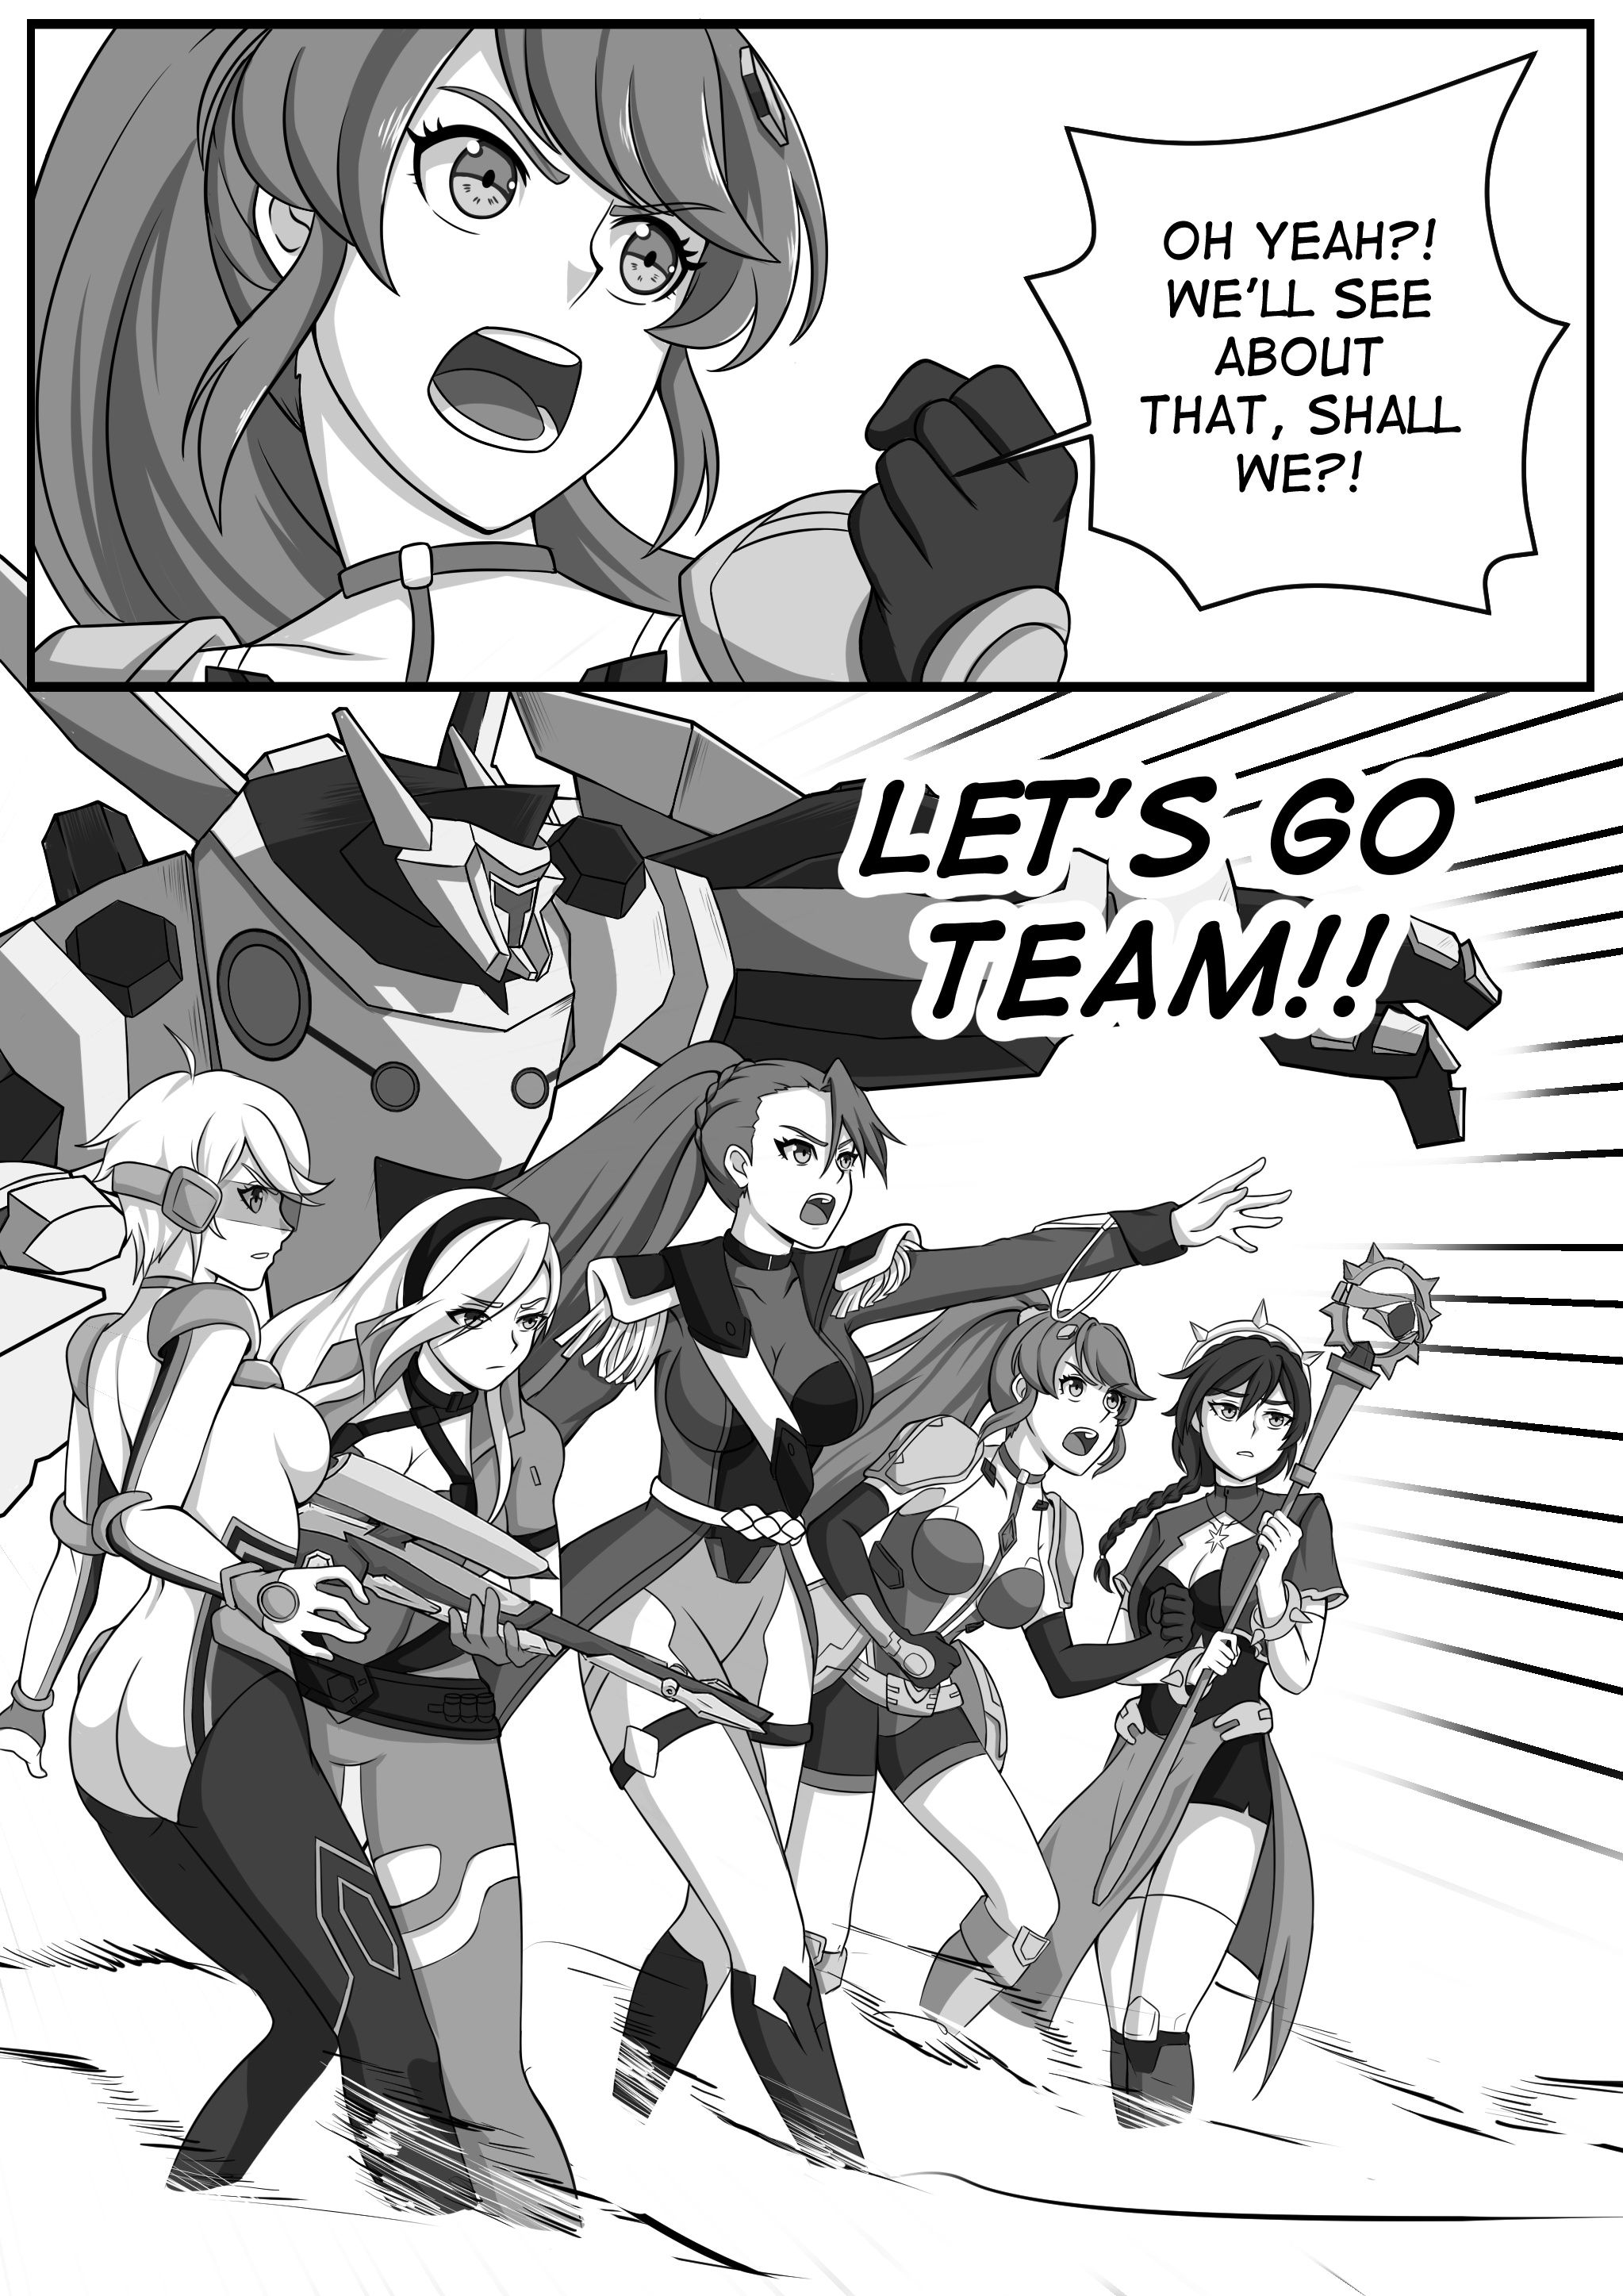 OH YEAH?!
WE'LL SEE
ABOUT
THAT, SHALL
WE?!
LET'S GO
TEAM!!